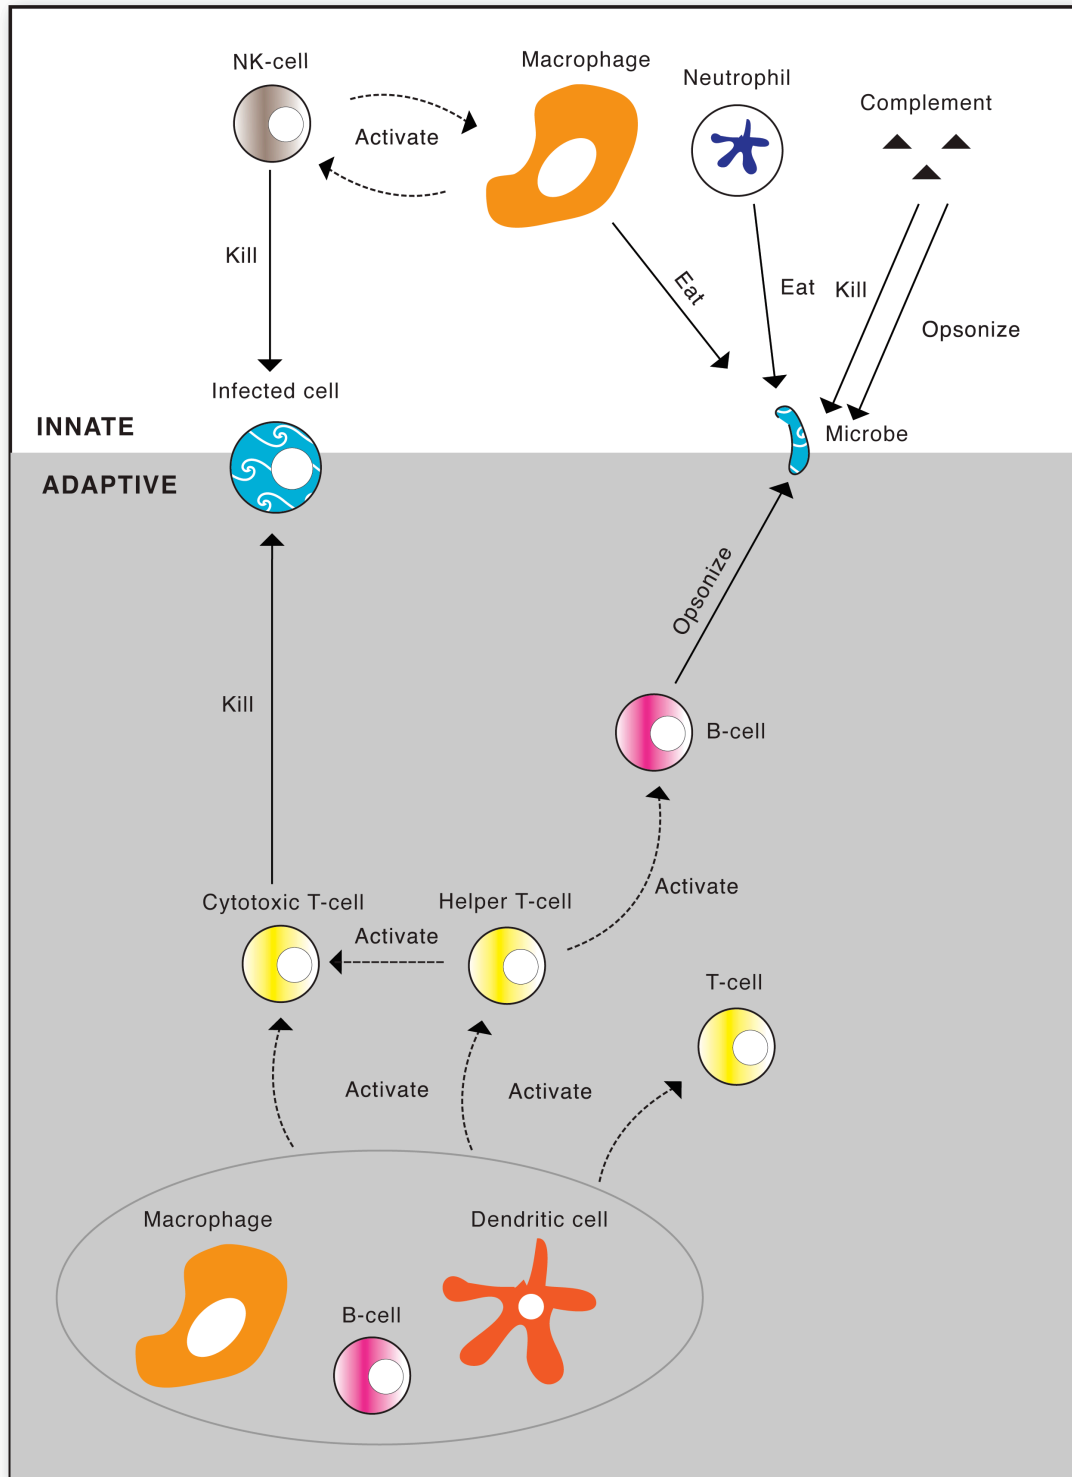 NK-cell
Macrophage
Neutrophil
Complement
Activate
Kill
Eat
Eat
Kill
Opsonize
Infected cell
INNATE
Microbe
ADAPTIVE
Opsonize
Kill
B-cell
Activate
Cytotoxic T-cell
Helper T-cell
Activate
T-cell
Activate
Activate
Macrophage
Dendritic cell
B-cell